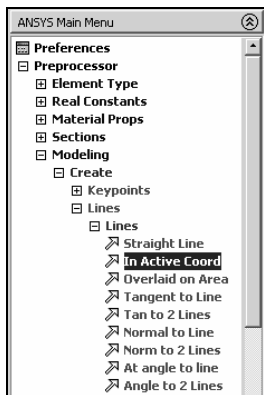 ANSYS Main Menu
Preferences
Preprocessor
Element Type
Real Constants
Material Props
Sections
Modeling
Create
Keypoints
Lines
Lines
Straight Line
In Active Coord
Overlaid on Area
Tangent to Line
Tan to 2 Lines
Normal to Line
Norm to 2 Lines
At angle to line
Angle to 2 Lines